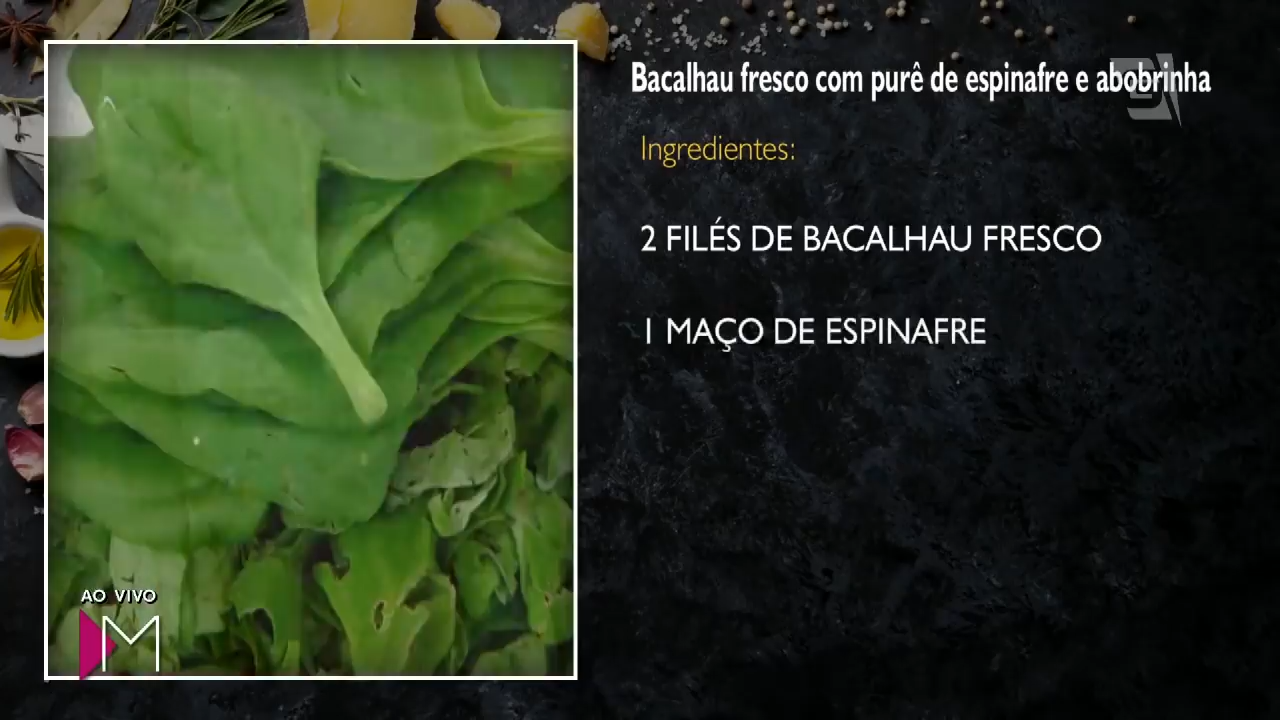 Bacalhau fresco com purê de espinafre e abobrinha
Ingredientes:
2 FILÉS DE BACALHAU FRESCO
1 MAÇO DE ESPINAFRE
AO VIVO
M